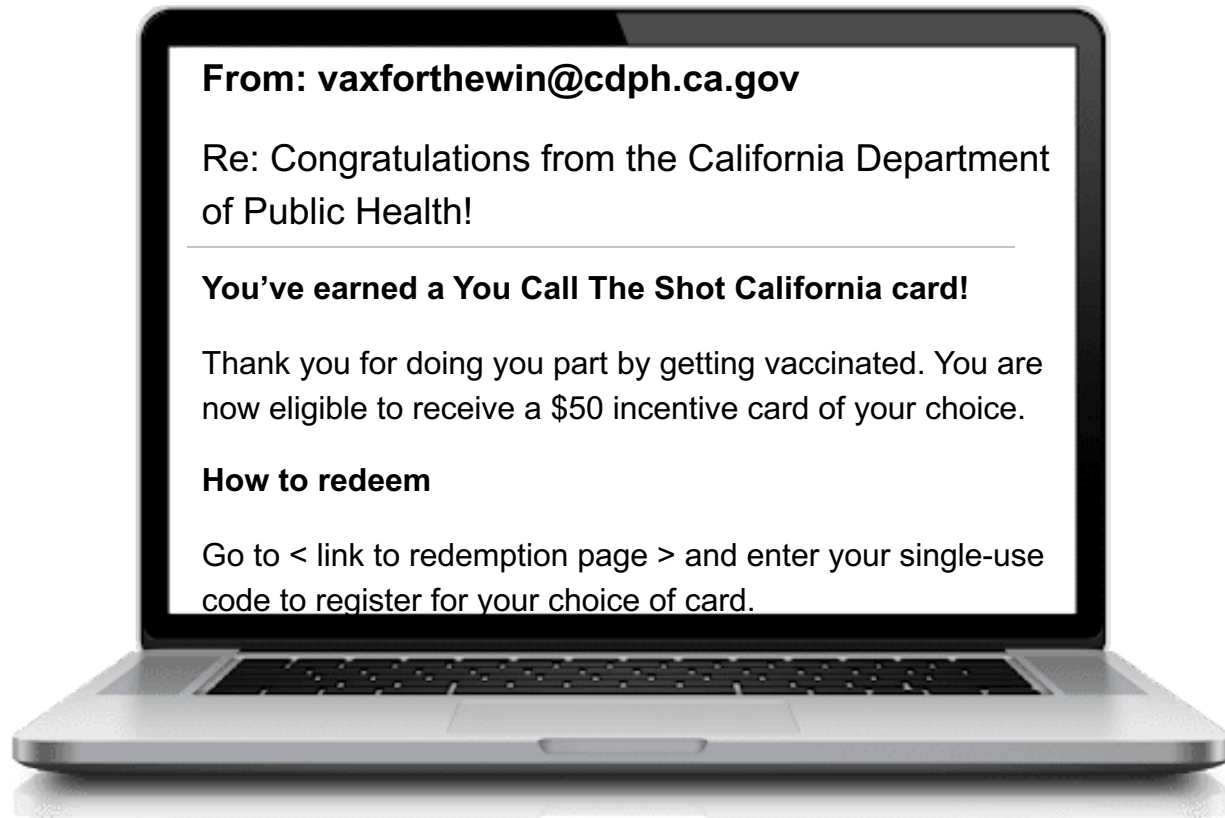 From: vaxforthewin@cdph.ca.gov
Re: Congratulations from the California Department
of Public Health!
You've earned a You Call The Shot California card!
Thank you for doing you part by getting vaccinated. You are
now eligible to receive a $50 incentive card of your choice.
How to redeem
Go to < link to redemption page > and enter your single-use
code to register for your choice of card.